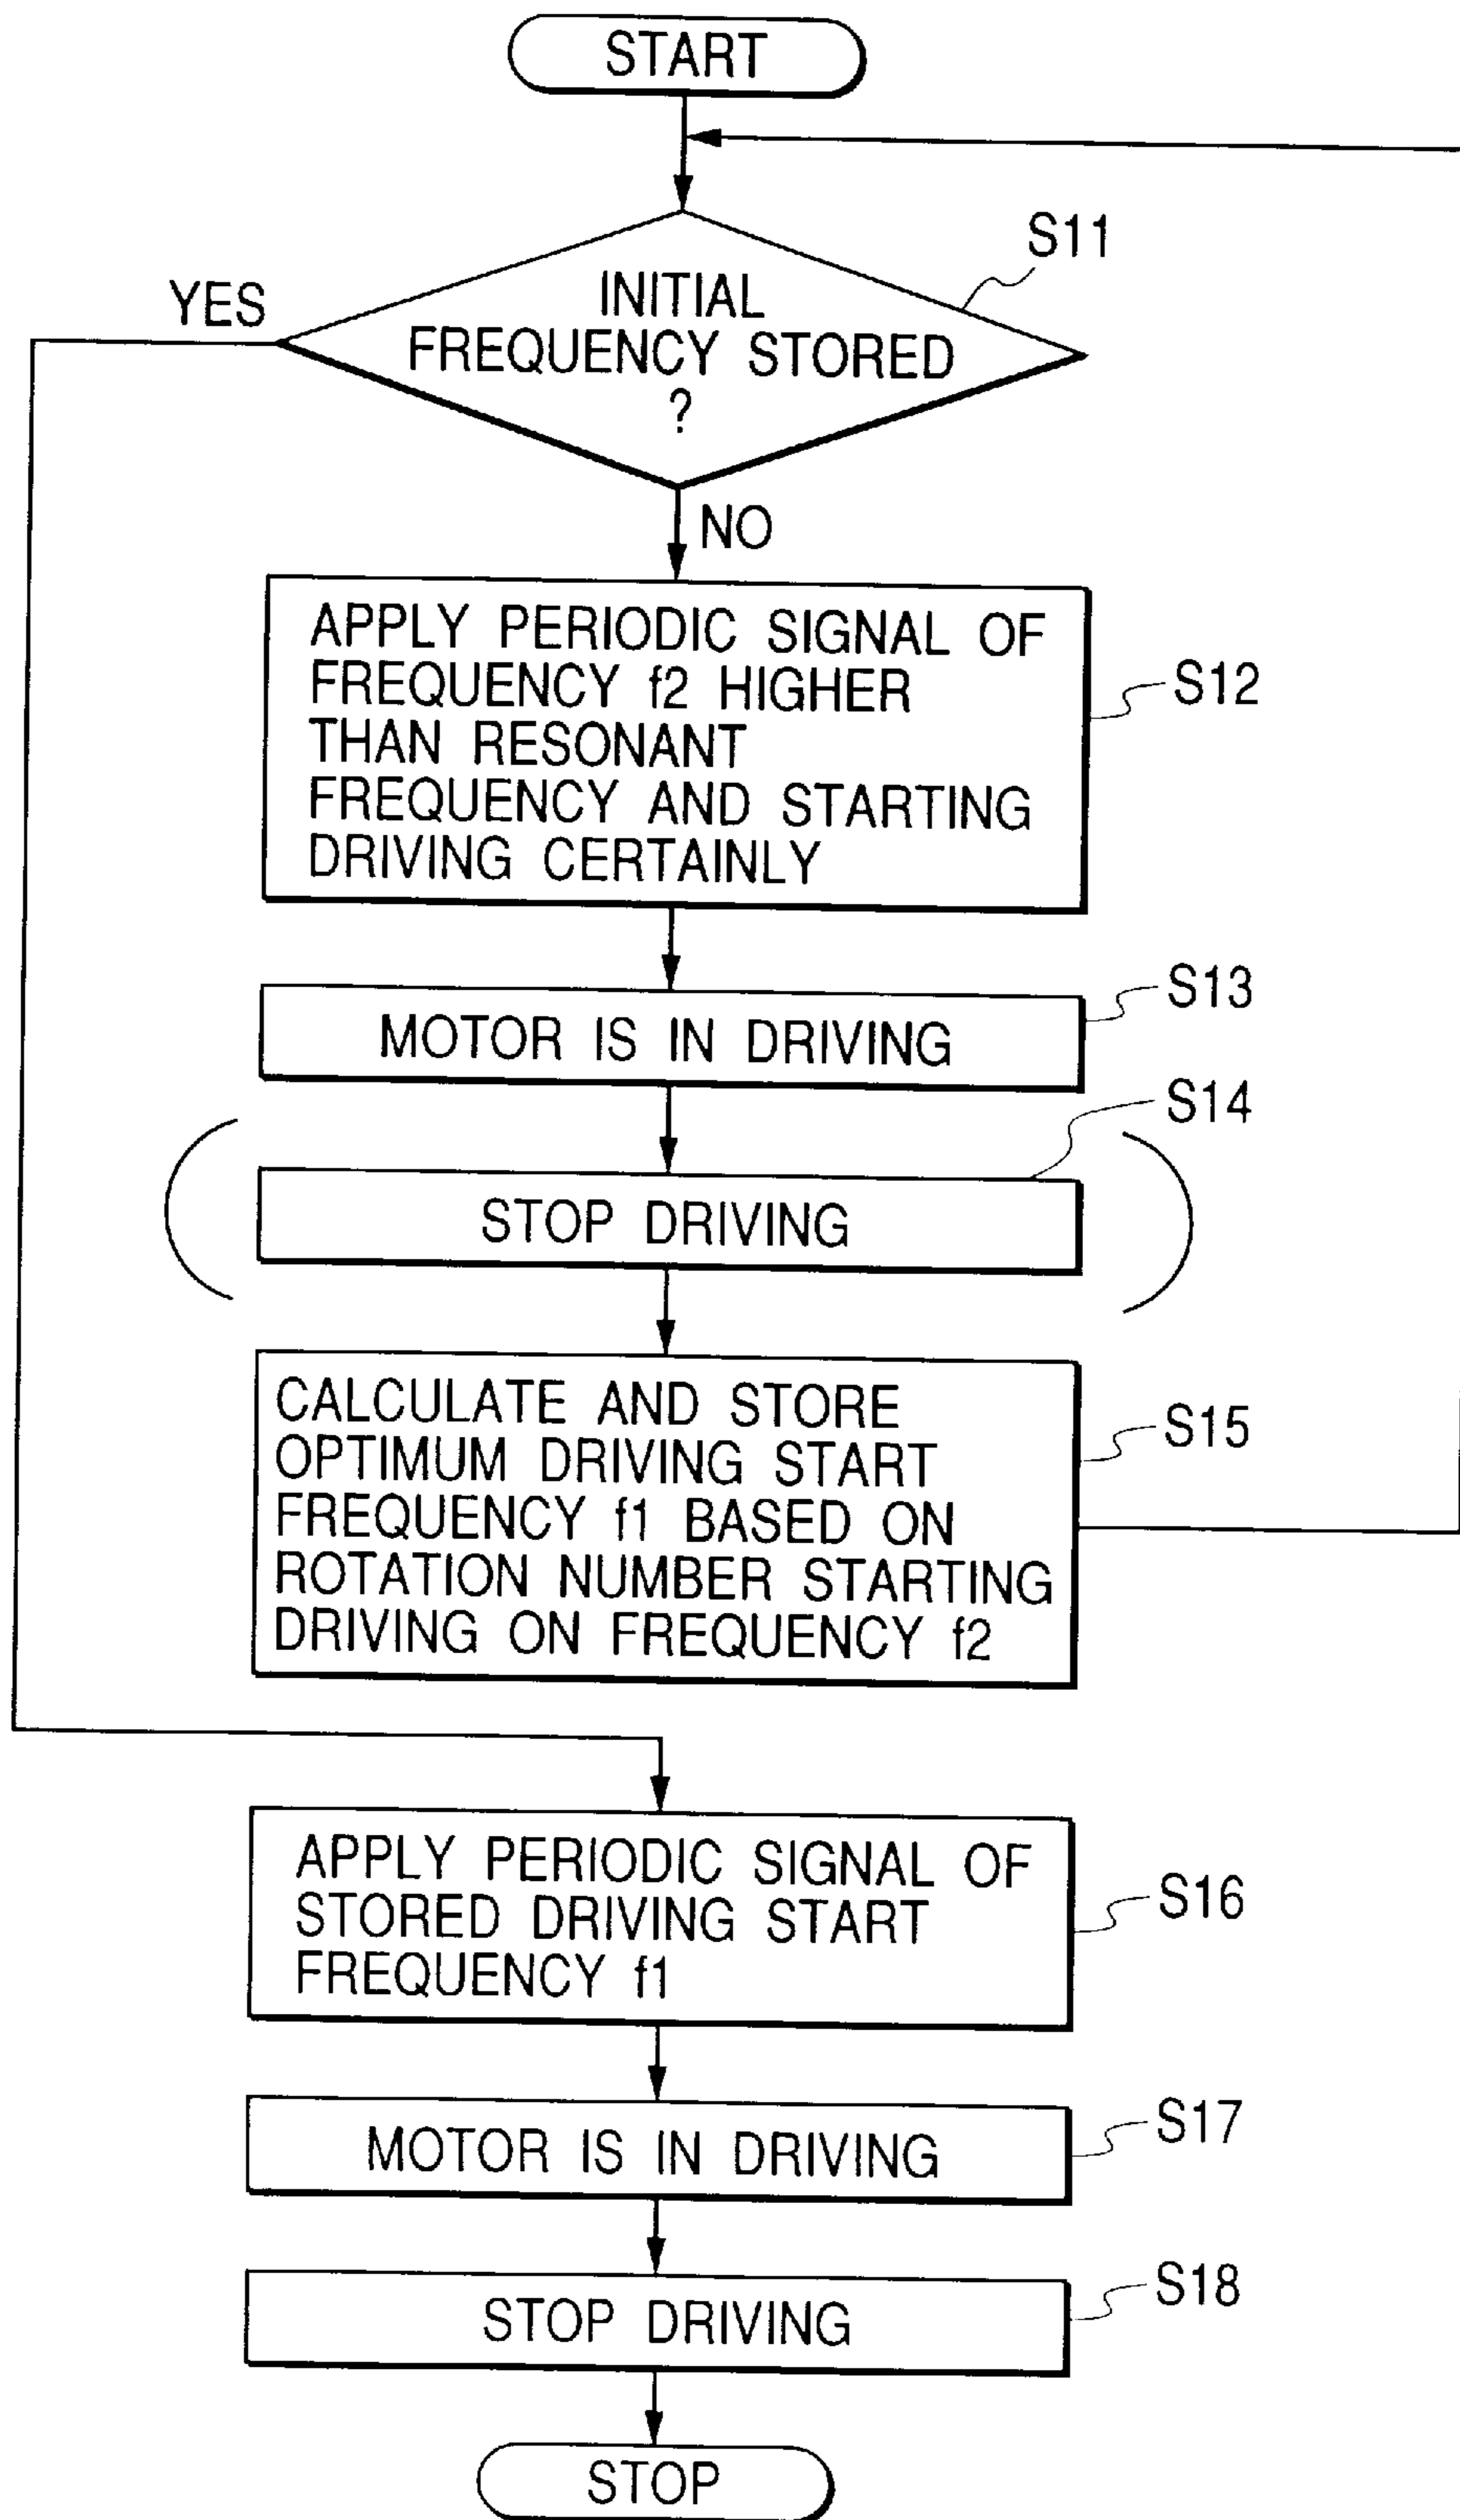 START
S11
YES
INITIAL
FREQUENCY STORED
?
NO
APPLY PERIODIC SIGNAL OF
FREQUENCY f2 HIGHER
THAN RESONANT
FREQUENCY AND STARTING
DRIVING CERTAINLY
S12
S13
MOTOR IS IN DRIVING
S14
STOP DRIVING
CALCULATE AND STORE
OPTIMUM DRIVING START
FREQUENCY f1 BASED ON
ROTATION NUMBER STARTING
DRIVING ON FREQUENCY f2
S15
APPLY PERIODIC SIGNAL OF
STORED DRIVING START
FREQUENCY f1
S16
MOTOR IS IN DRIVING
S17
STOP DRIVING
S18
STOP